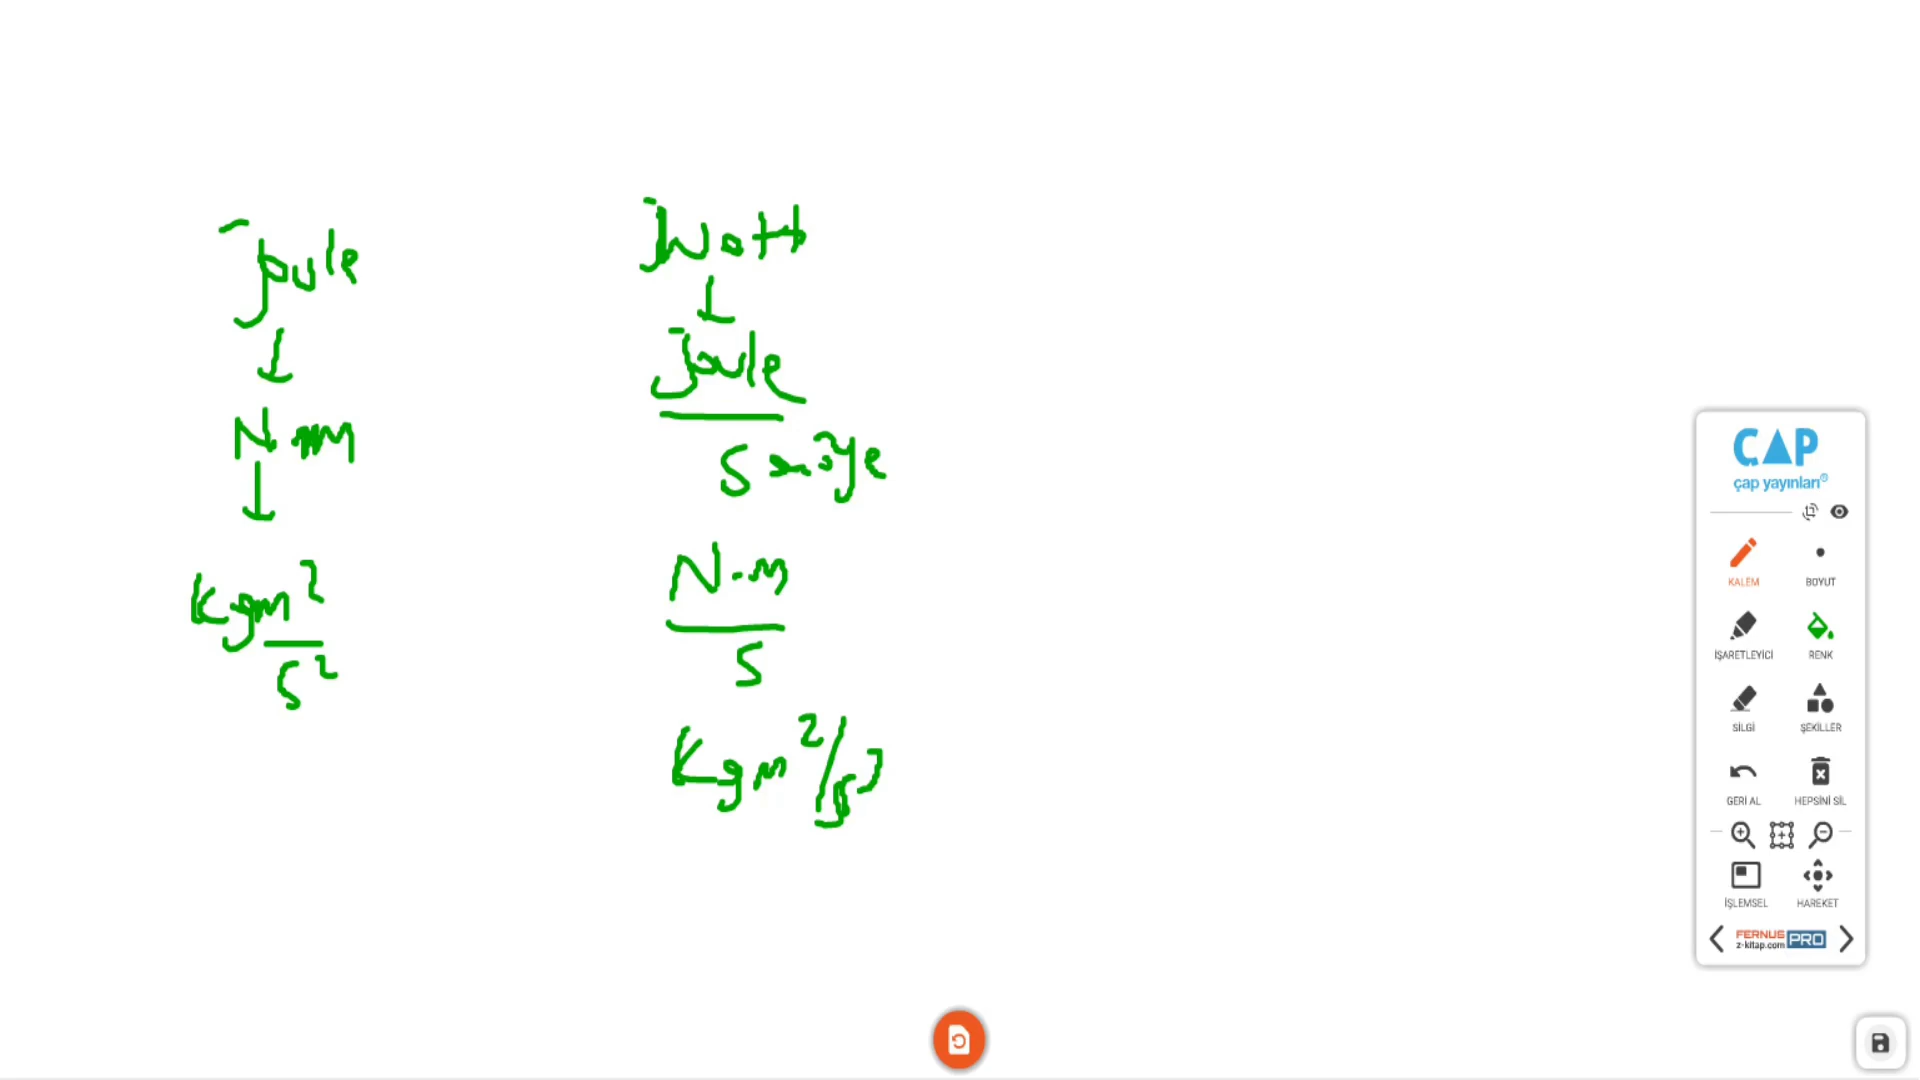 Joule
N.m
Kgm²
s²
Watt
Joule
Saniye
N.m
s
Kgm²/s³
ÇAP
çap yayınları®
KALEM
BOYUT
İŞARETLEYİCİ
RENK
SİLGİ
ŞEKİLLER
GERİ AL
HEPSİNİ SİL
İŞLEMSEL
HAREKET
FERNUS PRO
z-kitap.com